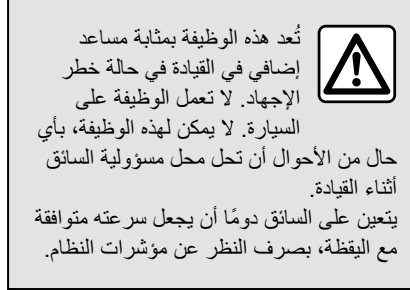 تُعد هذه الوظيفة بمثابة مساعد
إضافي في القيادة في حالة خطر
الإجهاد. لا تعمل الوظيفة على
السيارة. لا يمكن لهذه الوظيفة، بأي
حال من الأحوال أن تحل محل مسؤولية السائق
أثناء القيادة.
يتعين على السائق دومًا أن يجعل سرعته متوافقة
مع اليقظة، بصرف النظر عن مؤشرات النظام.